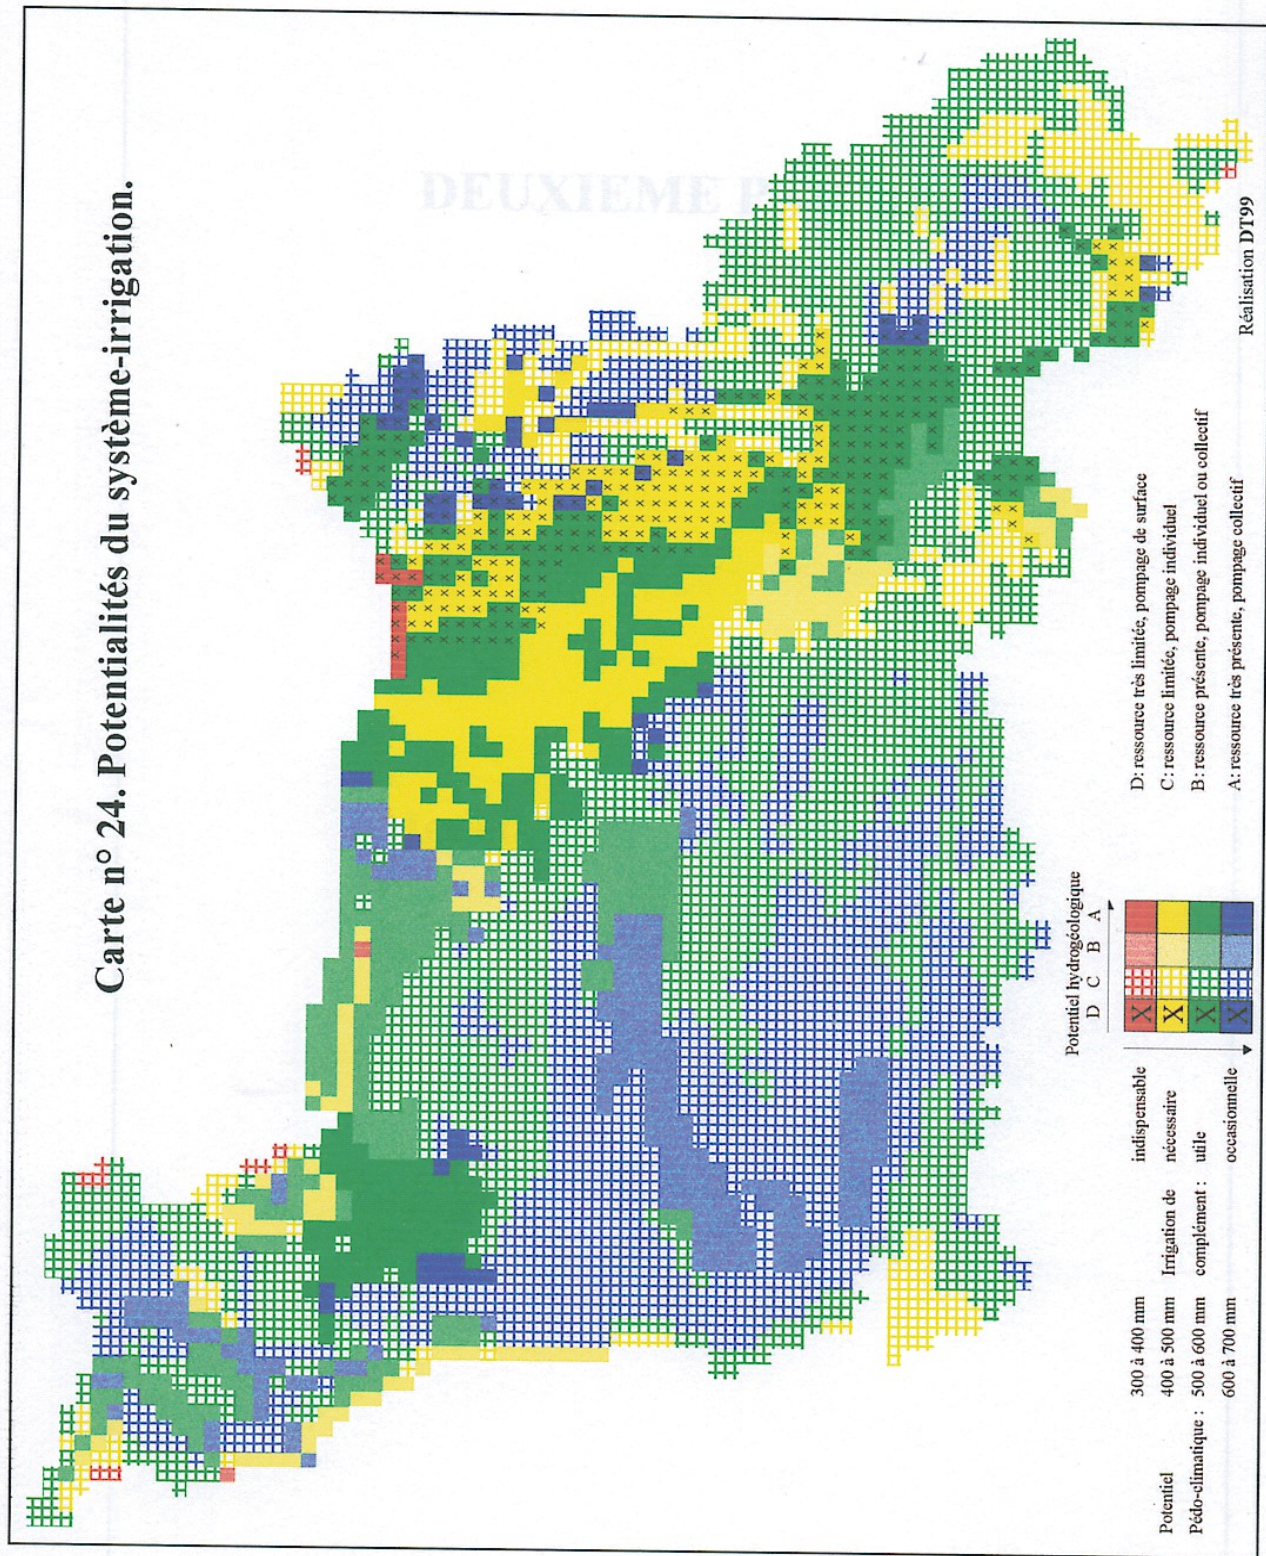 Carte n° 24. Potentialités du système-irrigation.
DEUXIEME P
Potentiel hydrogéologique
D C B A
X
X
X
X
Potentiel
Pédo-climatique :
300 à 400 mm
400 à 500 mm
500 à 600 mm
600 à 700 mm
Irrigation de
complément :
indispensable
nécessaire
utile
occasionnelle
D: ressource très limitée, pompage de surface
C: ressource limitée, pompage individuel
B: ressource présente, pompage individuel ou collectif
A: ressource très présente, pompage collectif
Réalisation DT99